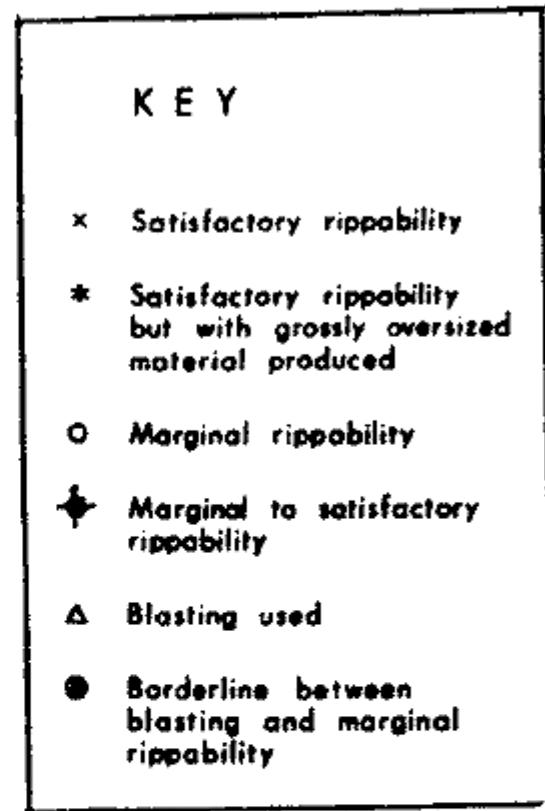 K E Y
x Satisfactory rippability
* Satisfactory rippability
but with grossly oversized
material produced
Marginal rippability
Marginal to satisfactory
rippability
Blasting used
Borderline between
blasting and marginal
rippability